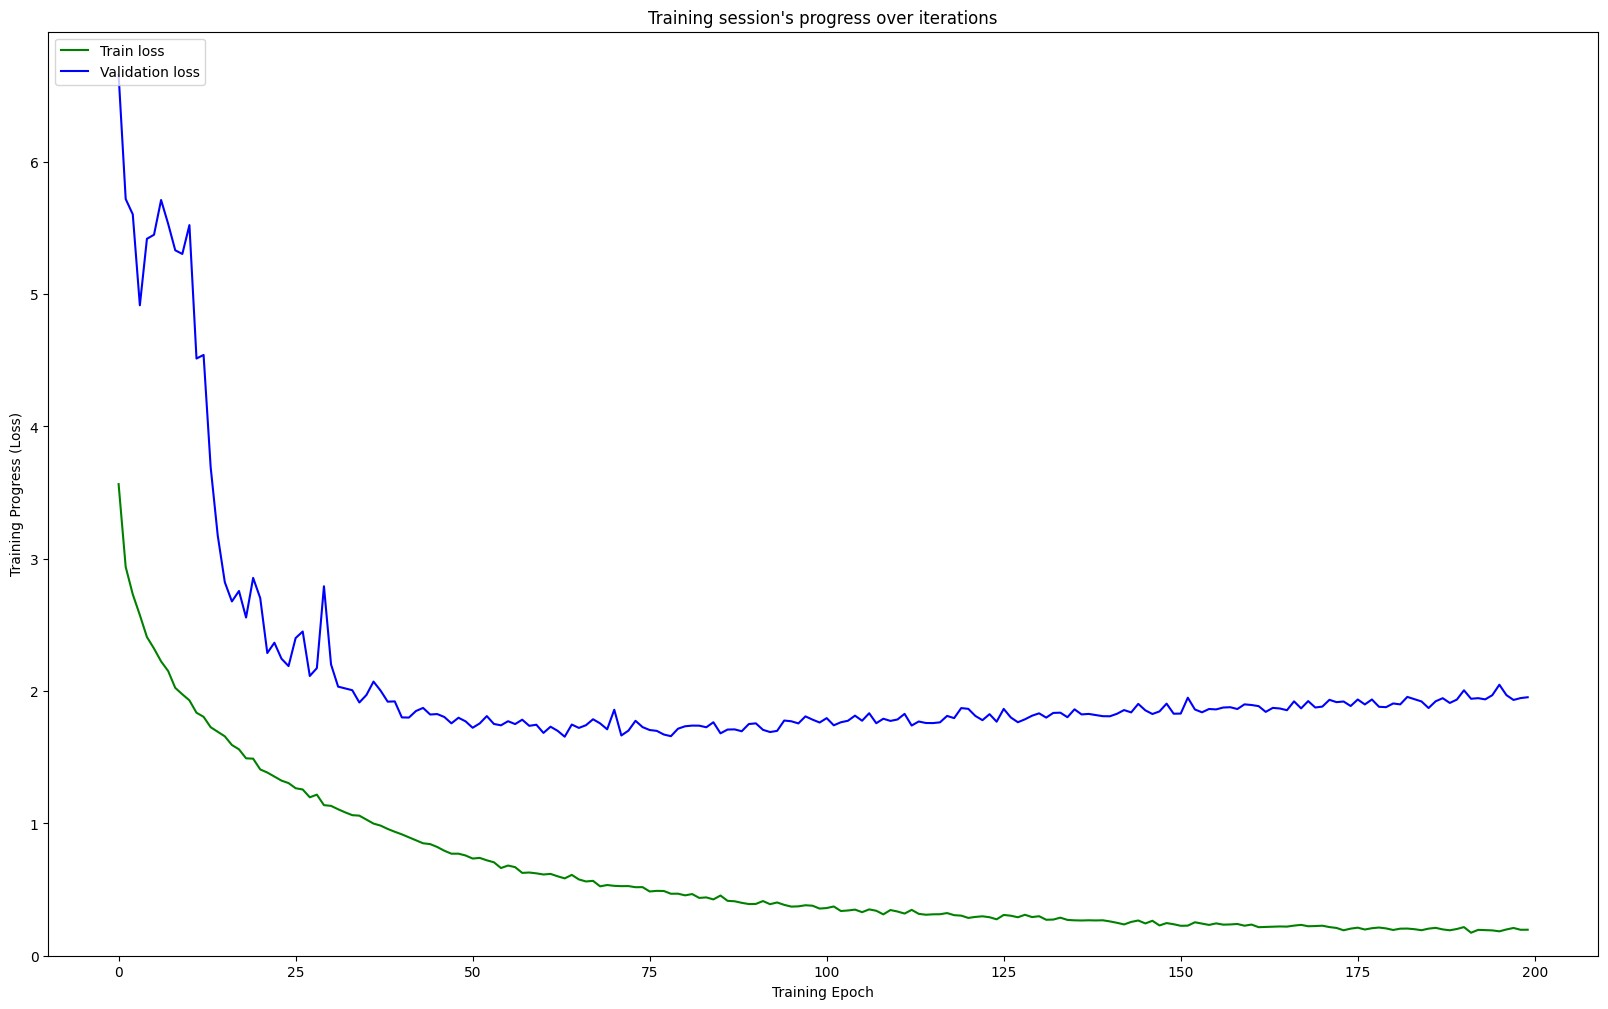 Training session's progress over iterations
Train loss
Validation loss
Training Progress (Loss)
6
5
4
3
2
1
0
0 25 50 75 100 125 150 175 200
Training Epoch